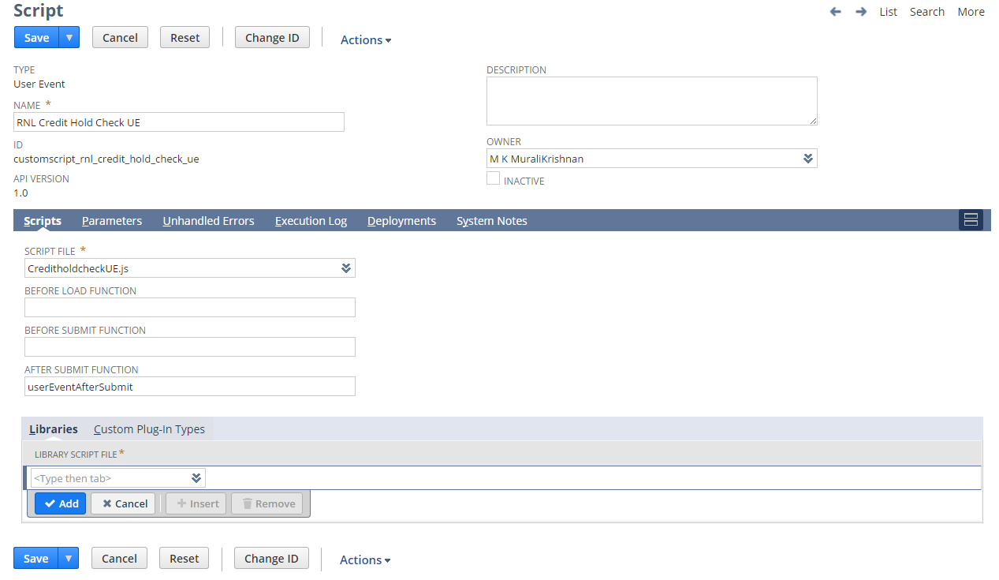 Script
List Search More
Save Cancel Reset Change ID Actions
TYPE
User Event
NAME *
RNL Credit Hold Check UE
ID
customscript_rnl_credit_hold_check_ue
API VERSION
1.0
DESCRIPTION
OWNER
M K MuraliKrishnan
INACTIVE
Scripts Parameters Unhandled Errors Execution Log Deployments System Notes
SCRIPT FILE *
CreditholdcheckUE.js
BEFORE LOAD FUNCTION
BEFORE SUBMIT FUNCTION
AFTER SUBMIT FUNCTION
userEventAfterSubmit
Libraries Custom Plug-In Types
LIBRARY SCRIPT FILE *
<Type then tab>
Add Cancel Insert Remove
Save Cancel Reset Change ID Actions